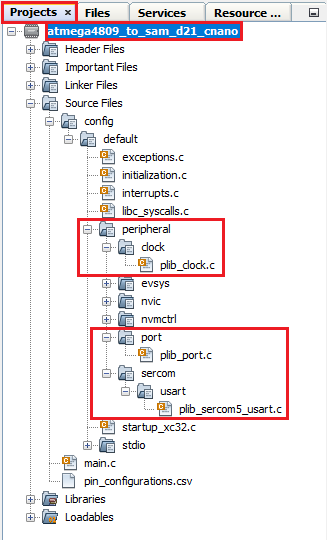 Projects × Files Services Resource ...
atmega4809_to_sam_d21_cnano
Header Files
Important Files
Linker Files
Source Files
config
default
exceptions.c
initialization.c
interrupts.c
libc_syscalls.c
peripheral
clock
plib_clock.c
evsys
nvic
nvmctrl
port
plib_port.c
sercom
usart
plib_sercom5_usart.c
startup_xc32.c
stdio
main.c
pin_configurations.csv
Libraries
Loadables